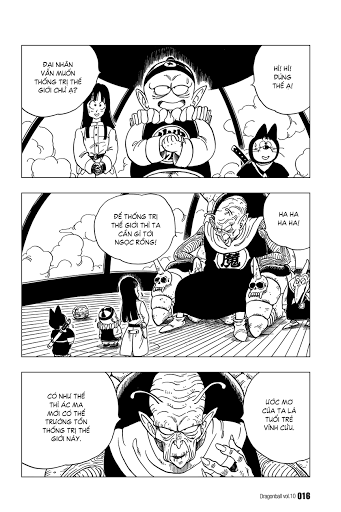 ĐẠI NHÂN
VẪN MUỐN
THỐNG TRỊ THẾ
GIỚI CHỨ Ạ?
HÌ! HÌ!
ĐÚNG
THẾ Ạ!
ĐỂ THỐNG TRỊ
THẾ GIỚI THÌ TA
CẦN GÌ TỚI
NGỌC RỒNG!
HA HA
HA HA!
魔
CÓ NHƯ THẾ
THÌ ÁC MA
MỚI CÓ THỂ
TRƯỜNG TỒN
THỐNG TRỊ THẾ
GIỚI NÀY.
ƯỚC MƠ
CỦA TA LÀ
TUỔI TRẺ
VĨNH CỬU.
Dragonball vol.10 016